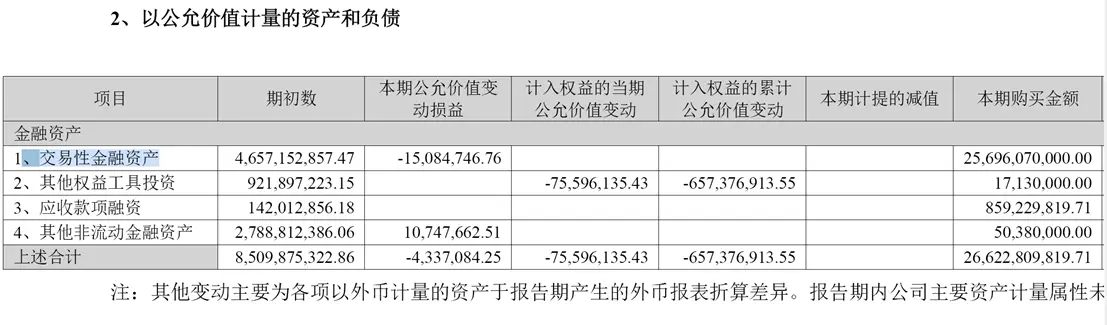 2、以公允价值计量的资产和负债
项目 期初数 本期公允价值变动损益 计入权益的当期公允价值变动 计入权益的累计公允价值变动 本期计提的减值 本期购买金额
金融资产
1、交易性金融资产 4,657,152,857.47 -15,084,746.76 25,696,070,000.00
2、其他权益工具投资 921,897,223.15 -75,596,135.43 -657,376,913.55 17,130,000.00
3、应收款项融资 142,012,856.18 859,229,819.71
4、其他非流动金融资产 2,788,812,386.06 10,747,662.51 50,380,000.00
上述合计 8,509,875,322.86 -4,337,084.25 -75,596,135.43 -657,376,913.55 26,622,809,819.71
注：其他变动主要为各项以外币计量的资产于报告期产生的外币报表折算差异。报告期内公司主要资产计量属性未